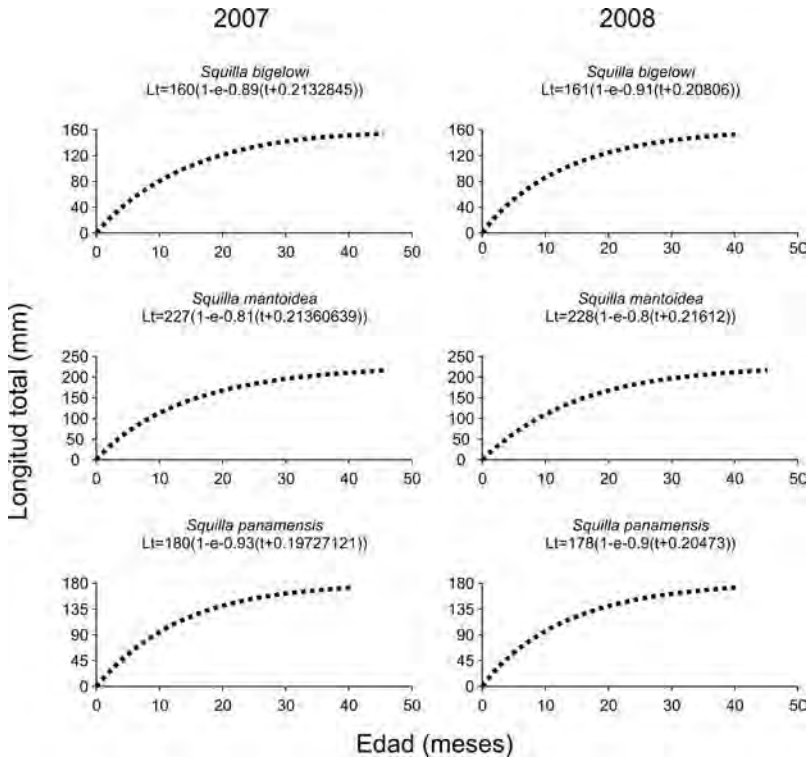 2007
2008
Squilla bigelowi
Lt=160(1-e-0.89(t+0.2132845))
160
120
80
40
0
0 10 20 30 40 50
Squilla bigelowi
Lt=161(1-e-0.91(t+0.20806))
160
120
80
40
0
0 10 20 30 40 50
Squilla mantoidea
Lt=227(1-e-0.81(t+0.21360639))
250
200
150
100
50
0
0 10 20 30 40 50
Squilla mantoidea
Lt=228(1-e-0.8(t+0.21612))
250
200
150
100
50
0
0 10 20 30 40 50
Squilla panamensis
Lt=180(1-e-0.93(t+0.19727121))
180
135
90
45
0
0 10 20 30 40 50
Squilla panamensis
Lt=178(1-e-0.9(t+0.20473))
180
135
90
45
0
0 10 20 30 40 50
Longitud total (mm)
Edad (meses)